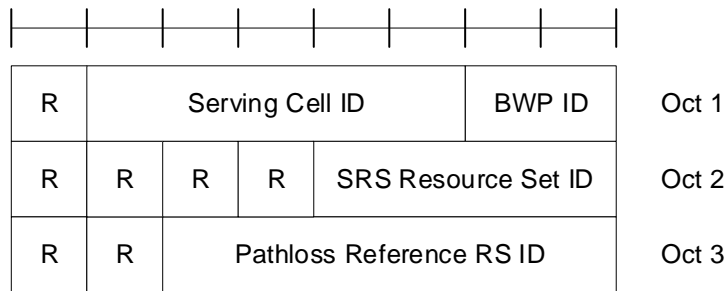 R Serving Cell ID BWP ID Oct 1
R R R R SRS Resource Set ID Oct 2
R R Pathloss Reference RS ID Oct 3